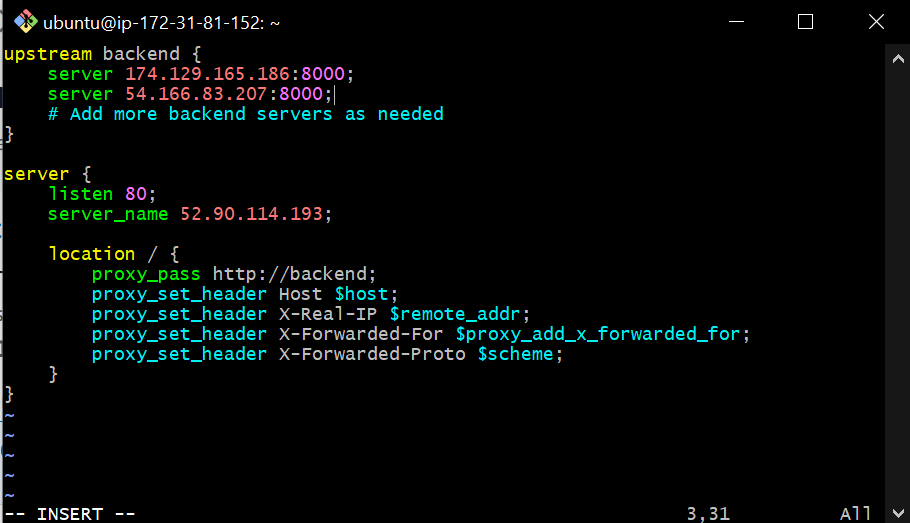 ubuntu@ip-172-31-81-152: ~
upstream backend {
    server 174.129.165.186:8000;
    server 54.166.83.207:8000;
    # Add more backend servers as needed
}

server {
    listen 80;
    server_name 52.90.114.193;

    location / {
        proxy_pass http://backend;
        proxy_set_header Host $host;
        proxy_set_header X-Real-IP $remote_addr;
        proxy_set_header X-Forwarded-For $proxy_add_x_forwarded_for;
        proxy_set_header X-Forwarded-Proto $scheme;
    }
}
~
~
~
~
~
-- INSERT -- 3,31 All